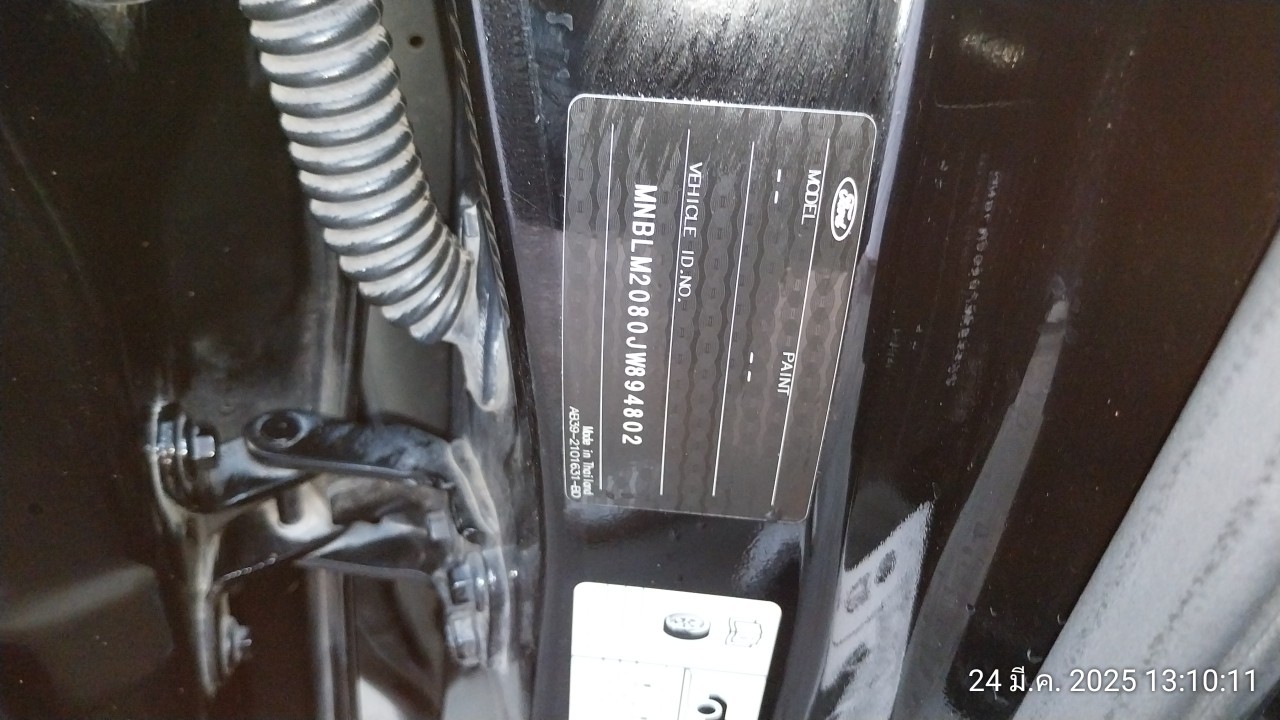 Ford
MODEL
--
PAINT
--
VEHICLE ID.NO.
MNBLM2080JW894802
Made in Thailand
AB39-2101631-BD
24 มี.ค. 2025 13:10:11